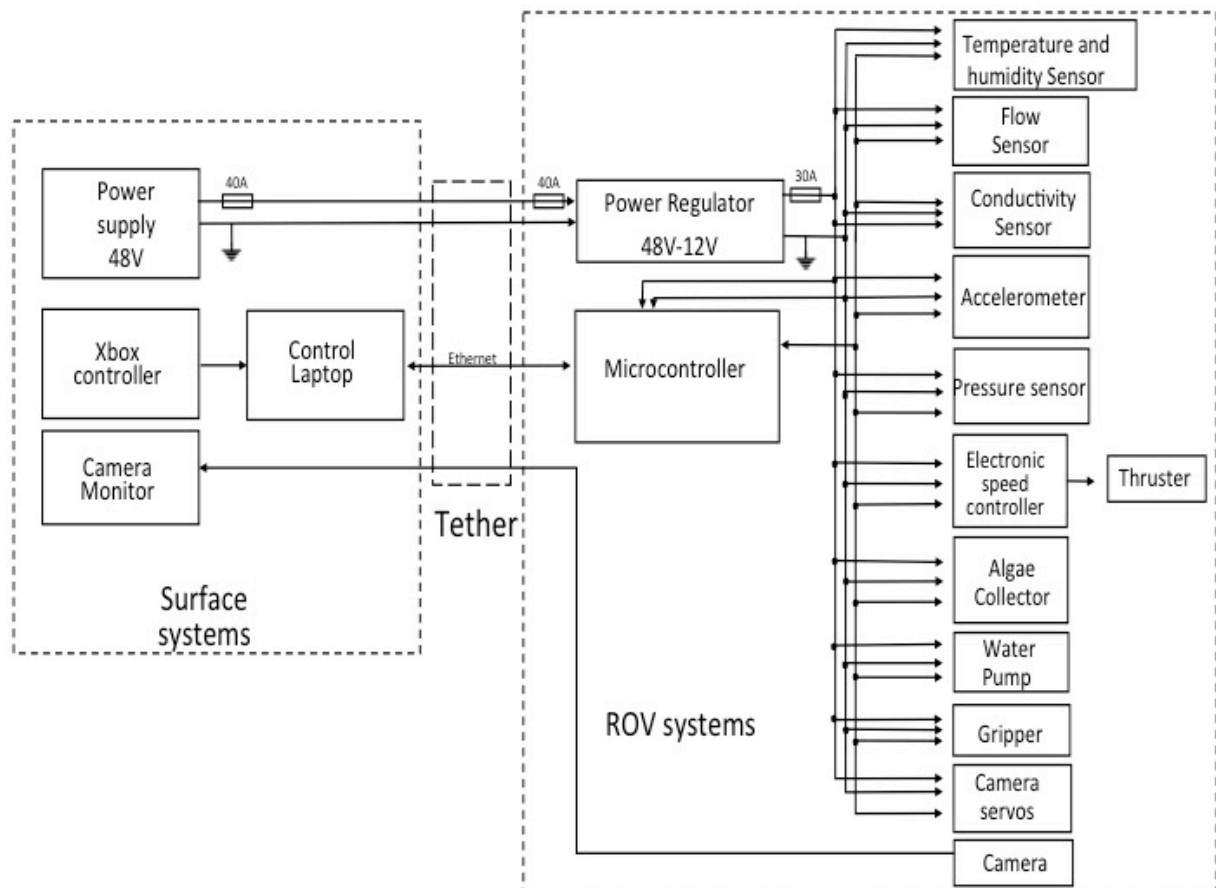 Power
supply
48V
40A
Xbox
controller
Control
Laptop
Camera
Monitor
Surface
systems
Ethernet
Tether
40A
Power Regulator
48V-12V
30A
Microcontroller
ROV systems
Temperature and
humidity Sensor
Flow
Sensor
Conductivity
Sensor
Accelerometer
Pressure sensor
Electronic
speed
controller
Thruster
Algae
Collector
Water
Pump
Gripper
Camera
servos
Camera